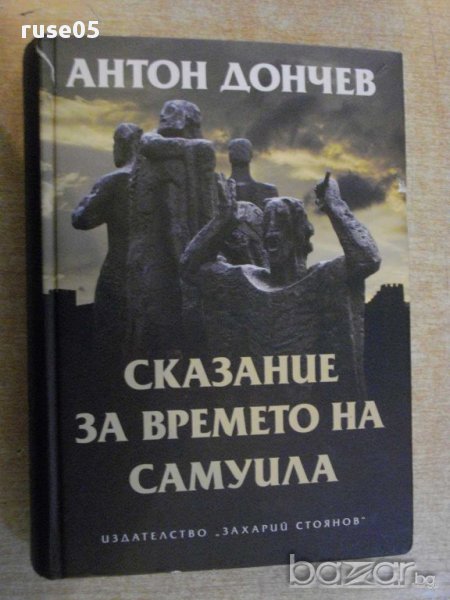 ruse05
АНТОН ДОНЧЕВ
СКАЗАНИЕ
ЗА ВРЕМЕТО НА
САМУИЛА
ИЗДАТЕЛСТВО „ЗАХАРИЙ СТОЯНОВ"
bazar.bg